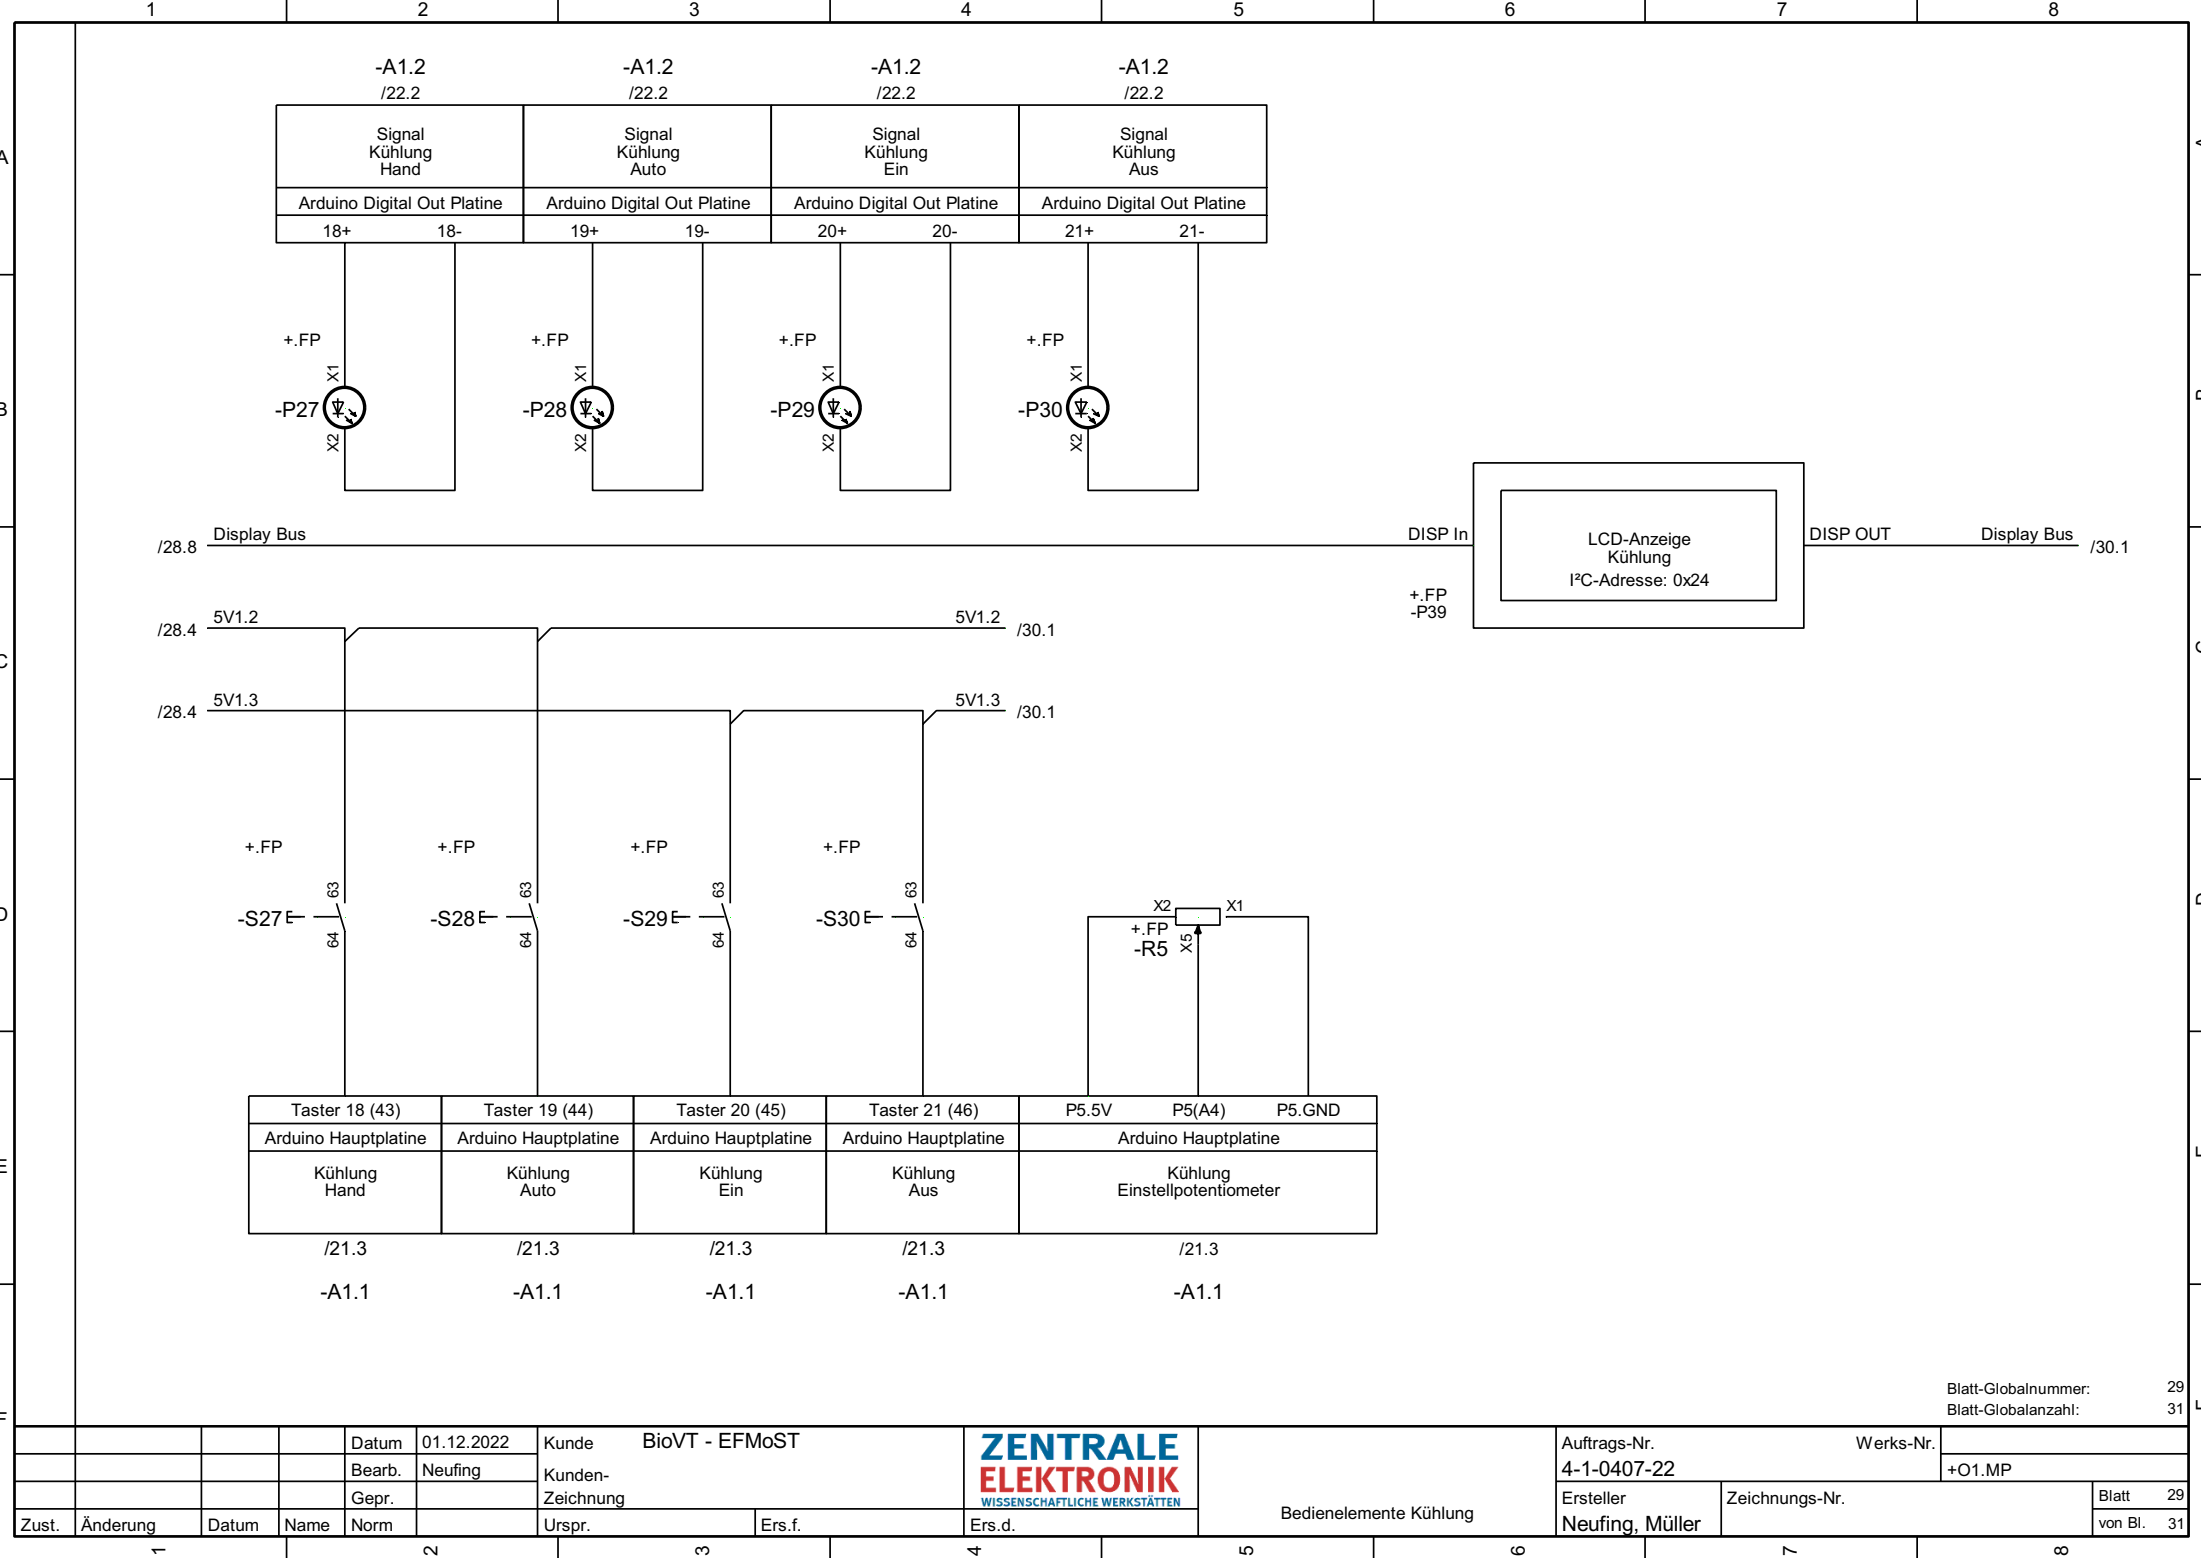 1 2 3 4 5 6 7 8
-A1.2 -A1.2 -A1.2 -A1.2
/22.2 /22.2 /22.2 /22.2
Signal Signal Signal Signal
Kühlung Kühlung Kühlung Kühlung
Hand Auto Ein Aus
A
Arduino Digital Out Platine Arduino Digital Out Platine Arduino Digital Out Platine Arduino Digital Out Platine
18+ 18- 19+ 19- 20+ 20- 21+ 21-
+.FP +.FP +.FP +.FP
X1 X1 X1 X1
B -P27 -P28 -P29 -P30
X2 X2 X2 X2
/28.8 Display Bus DISP In
LCD-Anzeige
Kühlung
I²C-Adresse: 0x24
DISP OUT Display Bus /30.1
+.FP
-P39
/28.4 5V1.2 5V1.2 /30.1
C
/28.4 5V1.3 5V1.3 /30.1
+.FP +.FP +.FP +.FP
63 63 63 63
D -S27 -S28 -S29 -S30
64 64 64 64
X2 X1
+.FP
-R5 X5
Taster 18 (43) Taster 19 (44) Taster 20 (45) Taster 21 (46) P5.5V P5(A4) P5.GND
Arduino Hauptplatine Arduino Hauptplatine Arduino Hauptplatine Arduino Hauptplatine Arduino Hauptplatine
E
Kühlung Kühlung Kühlung Kühlung Kühlung
Hand Auto Ein Aus Einstellpotentiometer
/21.3 /21.3 /21.3 /21.3 /21.3
-A1.1 -A1.1 -A1.1 -A1.1 -A1.1
Blatt-Globalnummer: 29
Blatt-Globalanzahl: 31
F
Datum 01.12.2022
Bearb. Neufing
Gepr.
Zust. Änderung Datum Name Norm
Kunde BioVT - EFMoST
Kunden-
Zeichnung
Urspr. Ers.f. Ers.d.
ZENTRALE
ELEKTRONIK
WISSENSCHAFTLICHE WERKSTÄTTEN
Bedienelemente Kühlung
Auftrags-Nr. Werks-Nr.
4-1-0407-22 +O1.MP
Ersteller Zeichnungs-Nr. Blatt 29
Neufing, Müller von Bl. 31
1 2 3 4 5 6 7 8